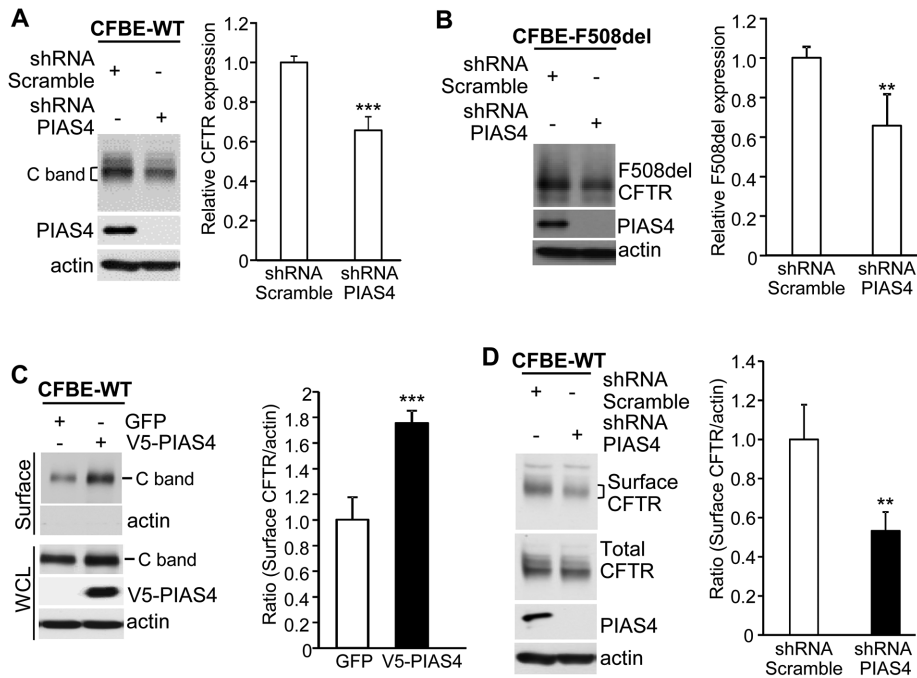 A
CFBE-WT
shRNA
Scramble
+ -
shRNA
PIAS4
- +
C band
PIAS4
actin
Relative CFTR expression
1.2
1.0
0.8
0.6
0.4
0.2
0
***
shRNA
Scramble
shRNA
PIAS4
B
CFBE-F508del
shRNA
Scramble
+ -
shRNA
PIAS4
- +
F508del
CFTR
PIAS4
actin
Relative F508del expression
1.2
1.0
0.8
0.6
0.4
0.2
0
**
shRNA
Scramble
shRNA
PIAS4
C
CFBE-WT
+ - GFP
- + V5-PIAS4
Surface
C band
actin
WCL
C band
V5-PIAS4
actin
Ratio (Surface CFTR/actin)
2
1.8
1.6
1.4
1.2
1.0
0.8
0.6
0.4
0.2
0
***
GFP
V5-PIAS4
D
CFBE-WT
+ - shRNA
Scramble
- + shRNA
PIAS4
Surface
CFTR
Total
CFTR
PIAS4
actin
Ratio (Surface CFTR/actin)
1.4
1.2
1.0
0.8
0.6
0.4
0.2
0
**
shRNA
Scramble
shRNA
PIAS4